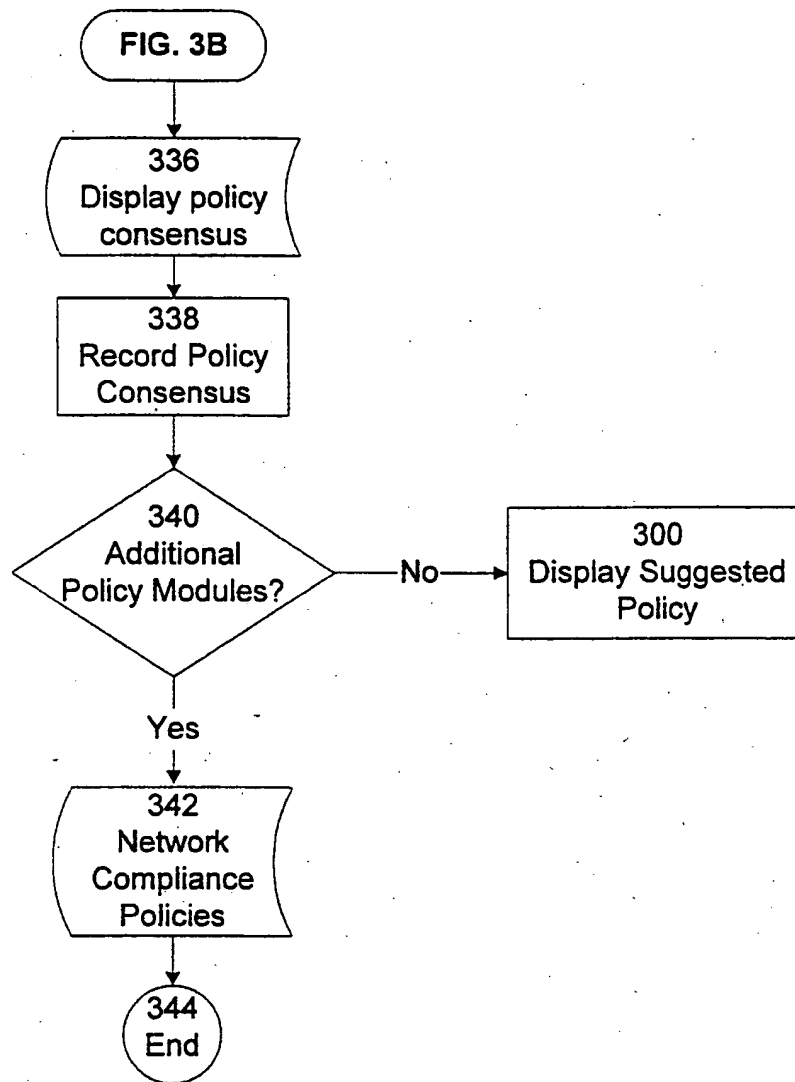 FIG. 3B
336
Display policy
consensus
338
Record Policy
Consensus
340
Additional
Policy Modules?
No
300
Display Suggested
Policy
Yes
342
Network
Compliance
Policies
344
End